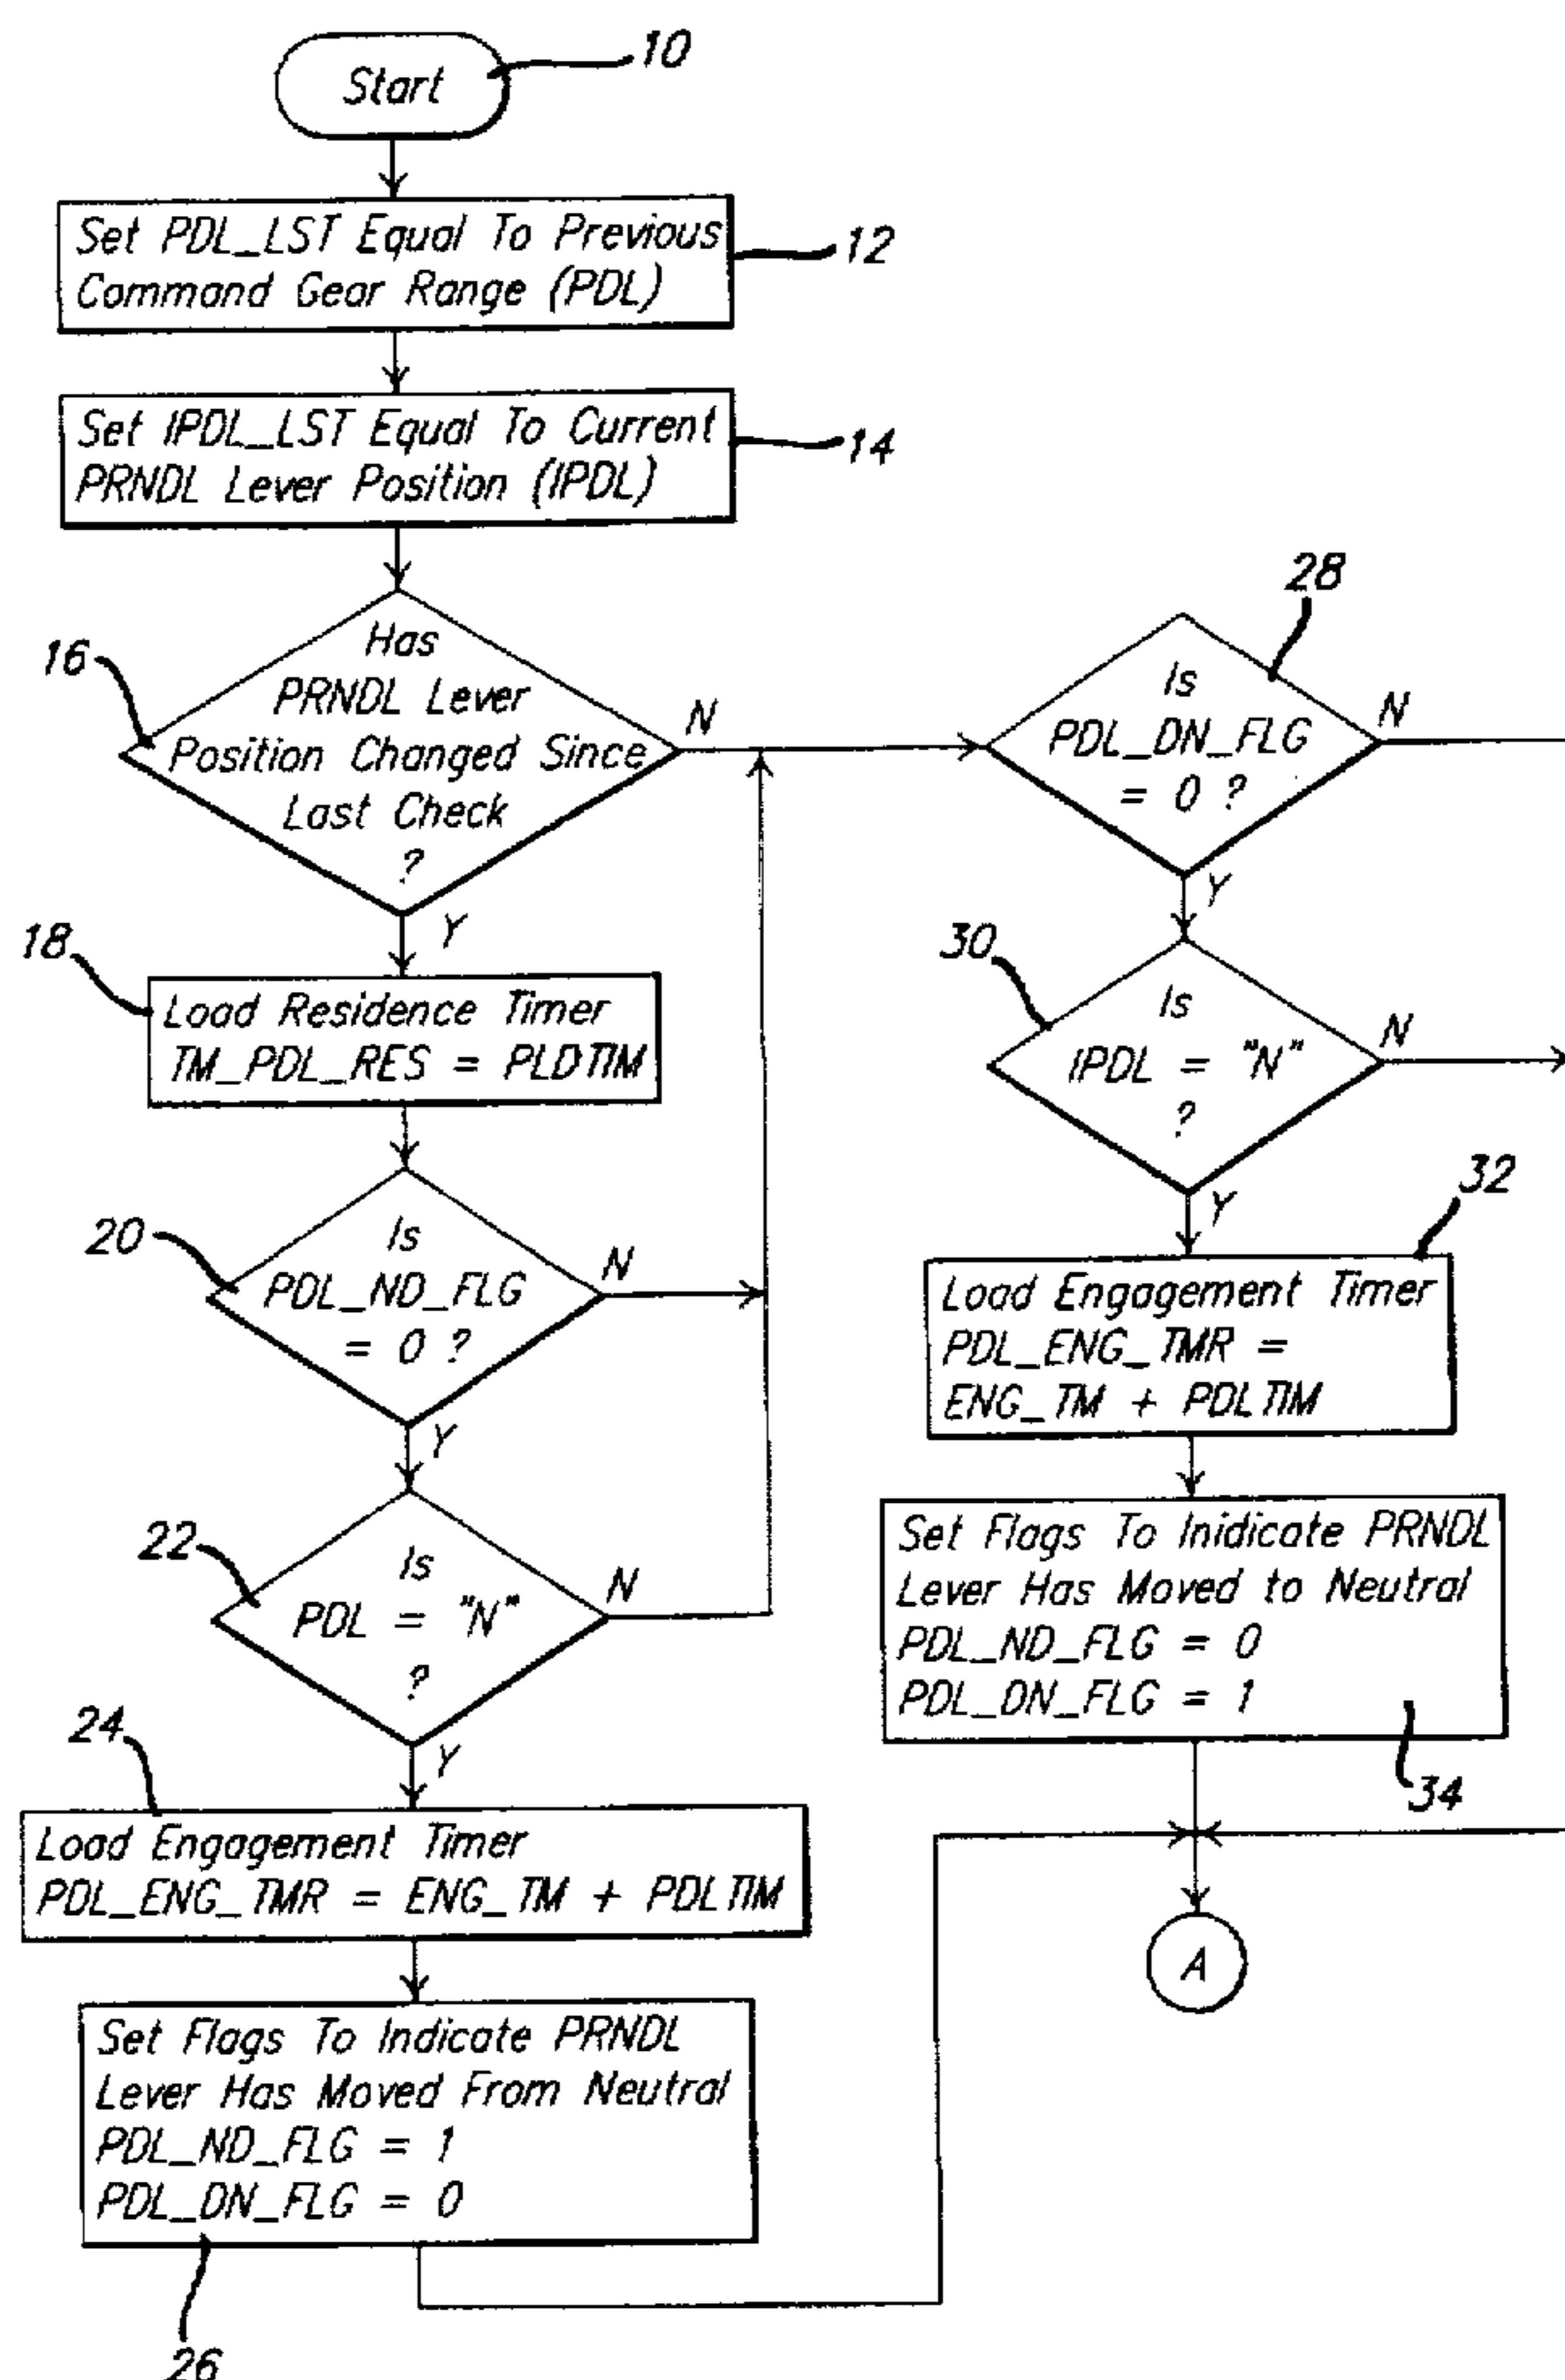 10
Start
Set PDL_LST Equal To Previous
Command Gear Range (PDL)
12
Set IPDL_LST Equal To Current
PRNDL Lever Position (IPDL)
14
16
Has
PRNDL Lever
Position Changed Since
Last Check
?
N
Y
18
Load Residence Timer
TM_PDL_RES = PLDTIM
20
Is
PDL_ND_FLG
= 0 ?
N
Y
22
Is
PDL = "N"
?
N
Y
24
Load Engagement Timer
PDL_ENG_TMR = ENG_TM + PDLTIM
Set Flags To Indicate PRNDL
Lever Has Moved From Neutral
PDL_ND_FLG = 1
PDL_DN_FLG = 0
26
28
Is
PDL_DN_FLG
= 0 ?
N
Y
30
Is
IPDL = "N"
?
N
Y
32
Load Engagement Timer
PDL_ENG_TMR =
ENG_TM + PDLTIM
Set Flags To Inidicate PRNDL
Lever Has Moved to Neutral
PDL_ND_FLG = 0
PDL_DN_FLG = 1
34
A